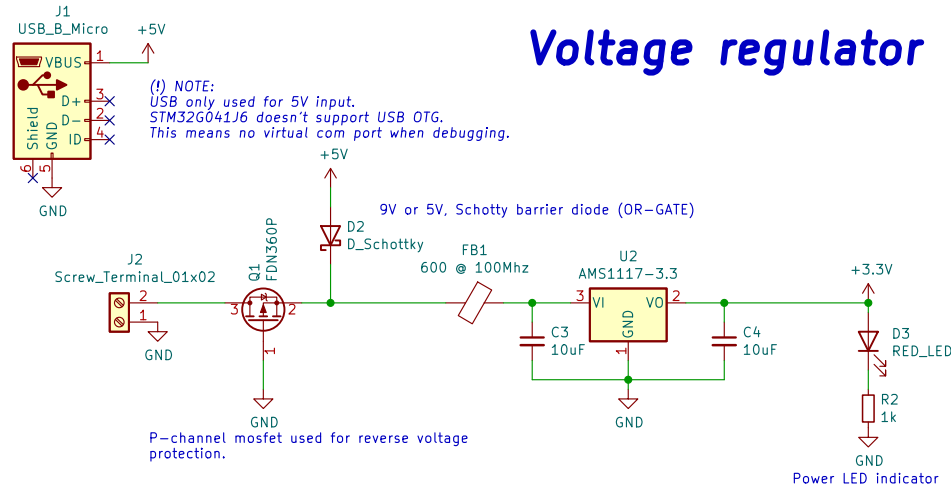 Voltage regulator
J1
USB_B_Micro
+5V
VBUS 1
D+ 3
D- 2
ID 4
Shield
GND
6
5
GND
(!) NOTE:
USB only used for 5V input.
STM32G041J6 doesn't support USB OTG.
This means no virtual com port when debugging.
+5V
9V or 5V, Schotty barrier diode (OR-GATE)
D2
D_Schottky
Q1
FDN360P
3
2
1
GND
J2
Screw_Terminal_01x02
2
1
GND
P-channel mosfet used for reverse voltage
protection.
FB1
600 @ 100Mhz
U2
AMS1117-3.3
3 VI
VO 2
GND
1
C3
10uF
C4
10uF
GND
+3.3V
D3
RED_LED
R2
1k
GND
Power LED indicator